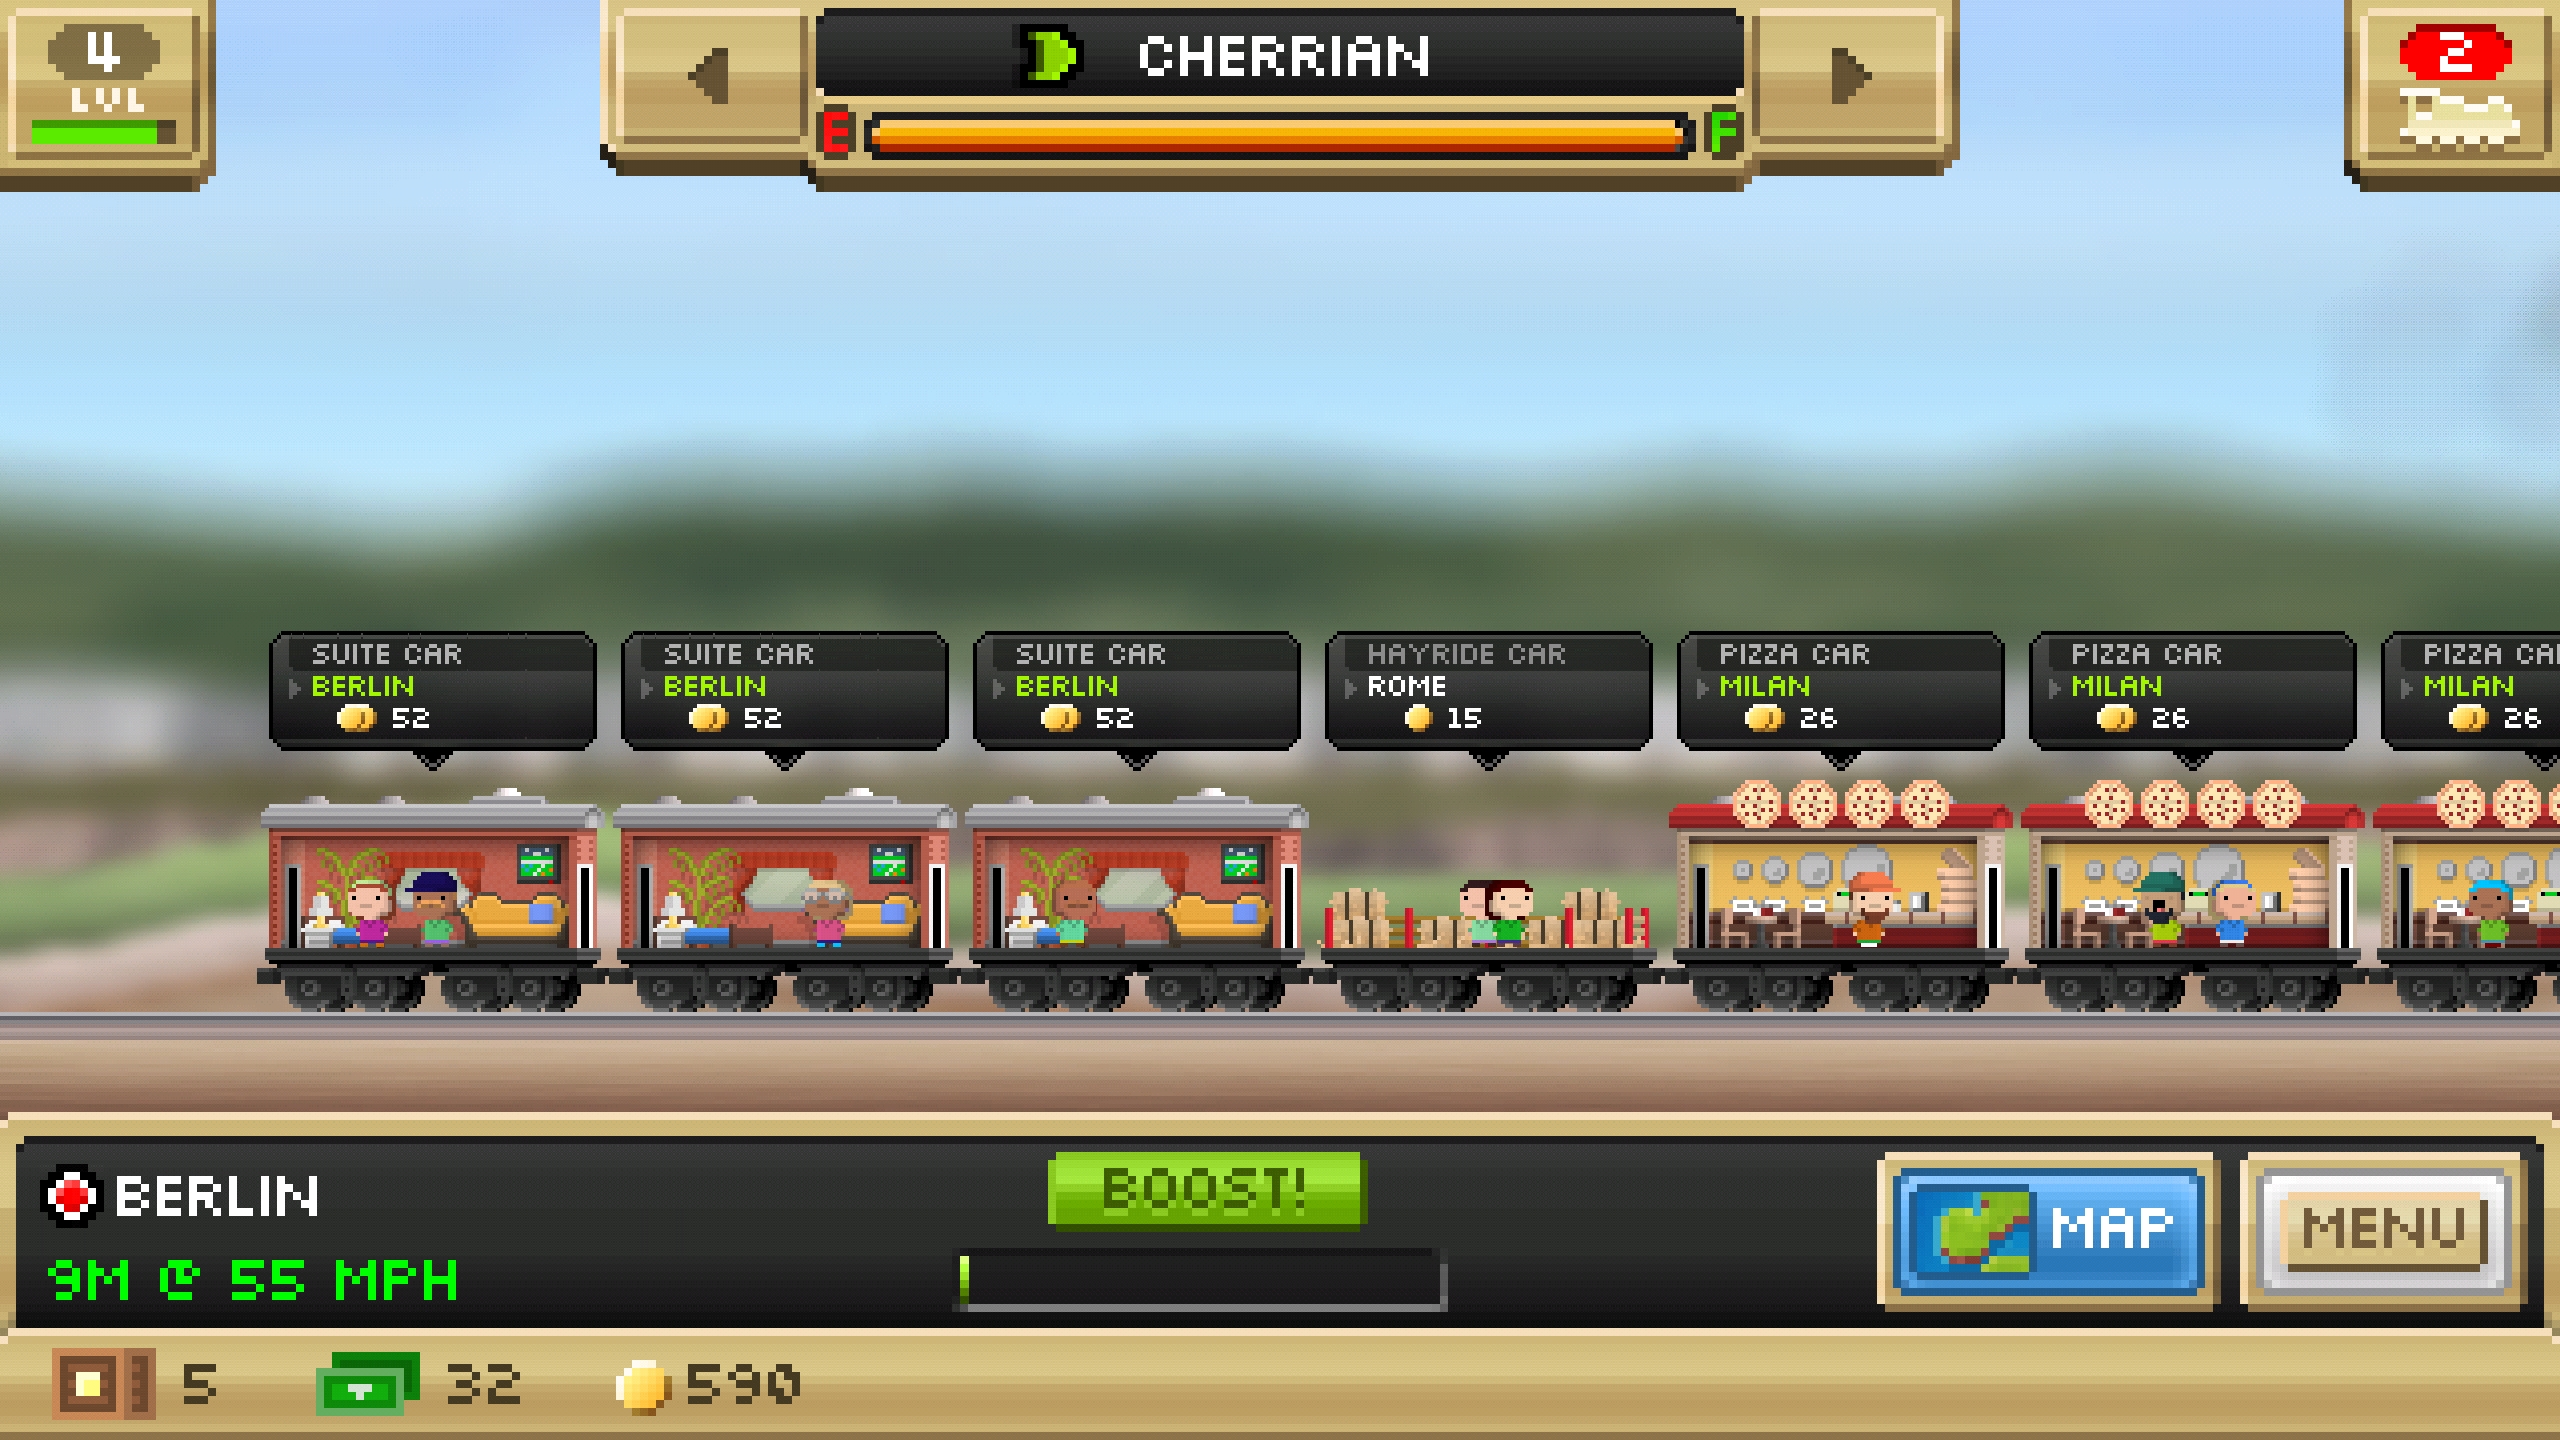 4
LVL
CHERRIAN
E F
2
SUITE CAR
BERLIN
52
SUITE CAR
BERLIN
52
SUITE CAR
BERLIN
52
HAYRIDE CAR
ROME
15
PIZZA CAR
MILAN
26
PIZZA CAR
MILAN
26
PIZZA CA
MILAN
26
BERLIN
9M @ 55 MPH
BOOST!
MAP
MENU
5
32
590